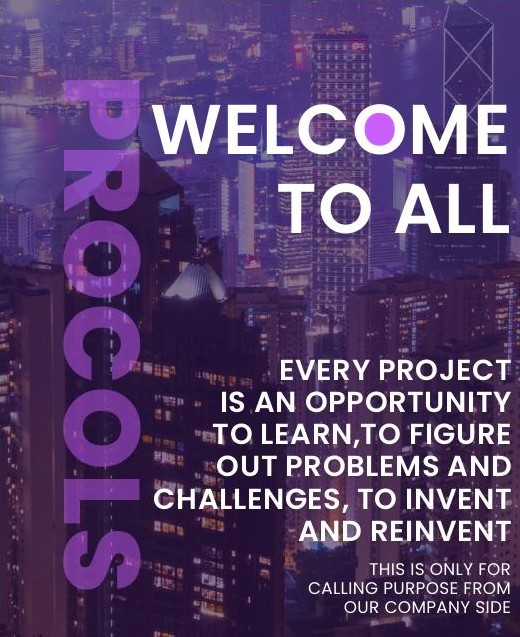 PROCOLS
WELCOME
TO ALL
EVERY PROJECT
IS AN OPPORTUNITY
TO LEARN,TO FIGURE
OUT PROBLEMS AND
CHALLENGES, TO INVENT
AND REINVENT
THIS IS ONLY FOR
CALLING PURPOSE FROM
OUR COMPANY SIDE